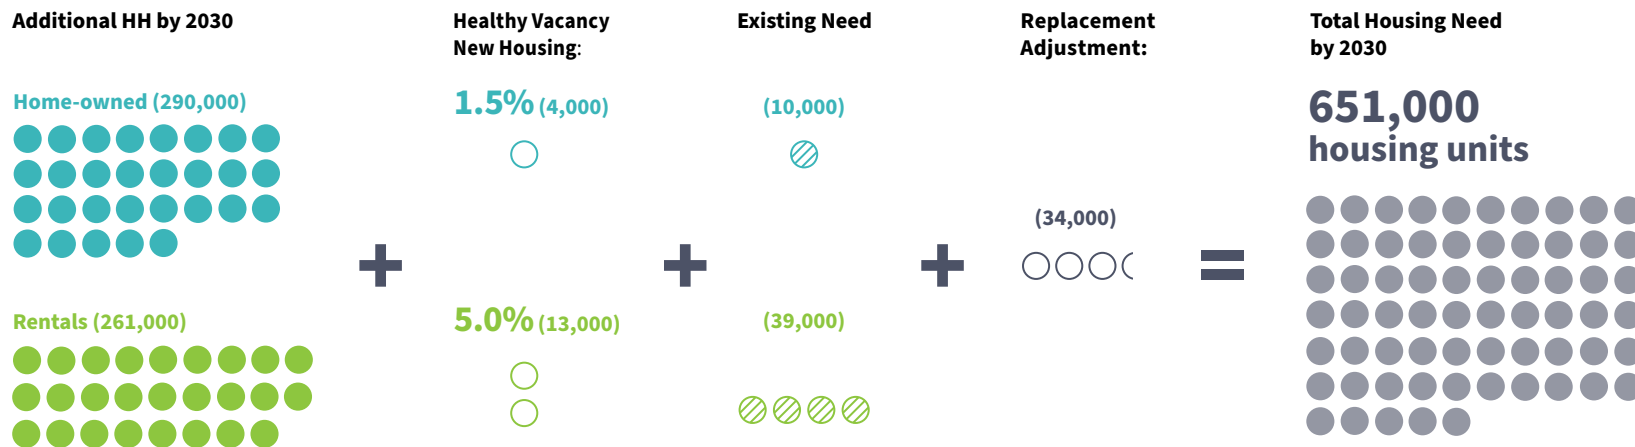 Additional HH by 2030
Home-owned (290,000)
Rentals (261,000)
+
Healthy Vacancy
New Housing:
1.5% (4,000)
5.0% (13,000)
+
Existing Need
(10,000)
(39,000)
+
Replacement
Adjustment:
(34,000)
=
Total Housing Need
by 2030
651,000
housing units